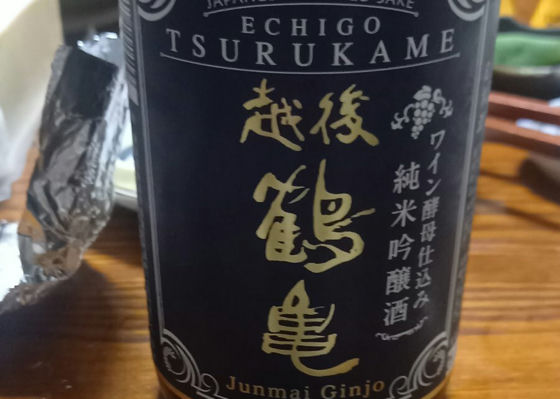 ECHIGO
TSURUKAME
越後
鶴
亀
ワイン酵母仕込み
純米吟醸酒
Junmai Ginjo